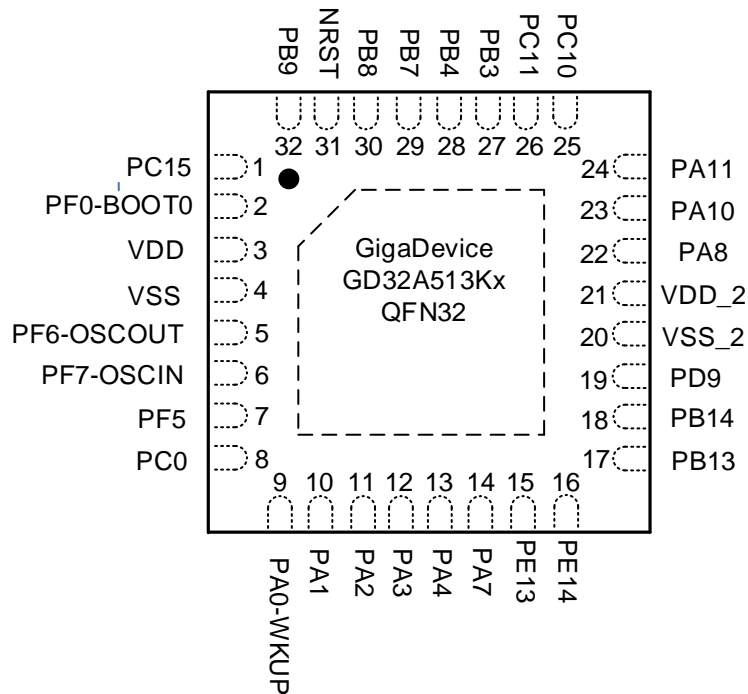 PB9
NRST
PB8
PB7
PB4
PB3
PC11
PC10
32 31 30 29 28 27 26 25
PC15 1
PF0-BOOT0 2
VDD 3
VSS 4
PF6-OSCOUT 5
PF7-OSCIN 6
PF5 7
PC0 8
GigaDevice
GD32A513Kx
QFN32
24 PA11
23 PA10
22 PA8
21 VDD_2
20 VSS_2
19 PD9
18 PB14
17 PB13
9 10 11 12 13 14 15 16
PA0-WKUP
PA1
PA2
PA3
PA4
PA7
PE13
PE14